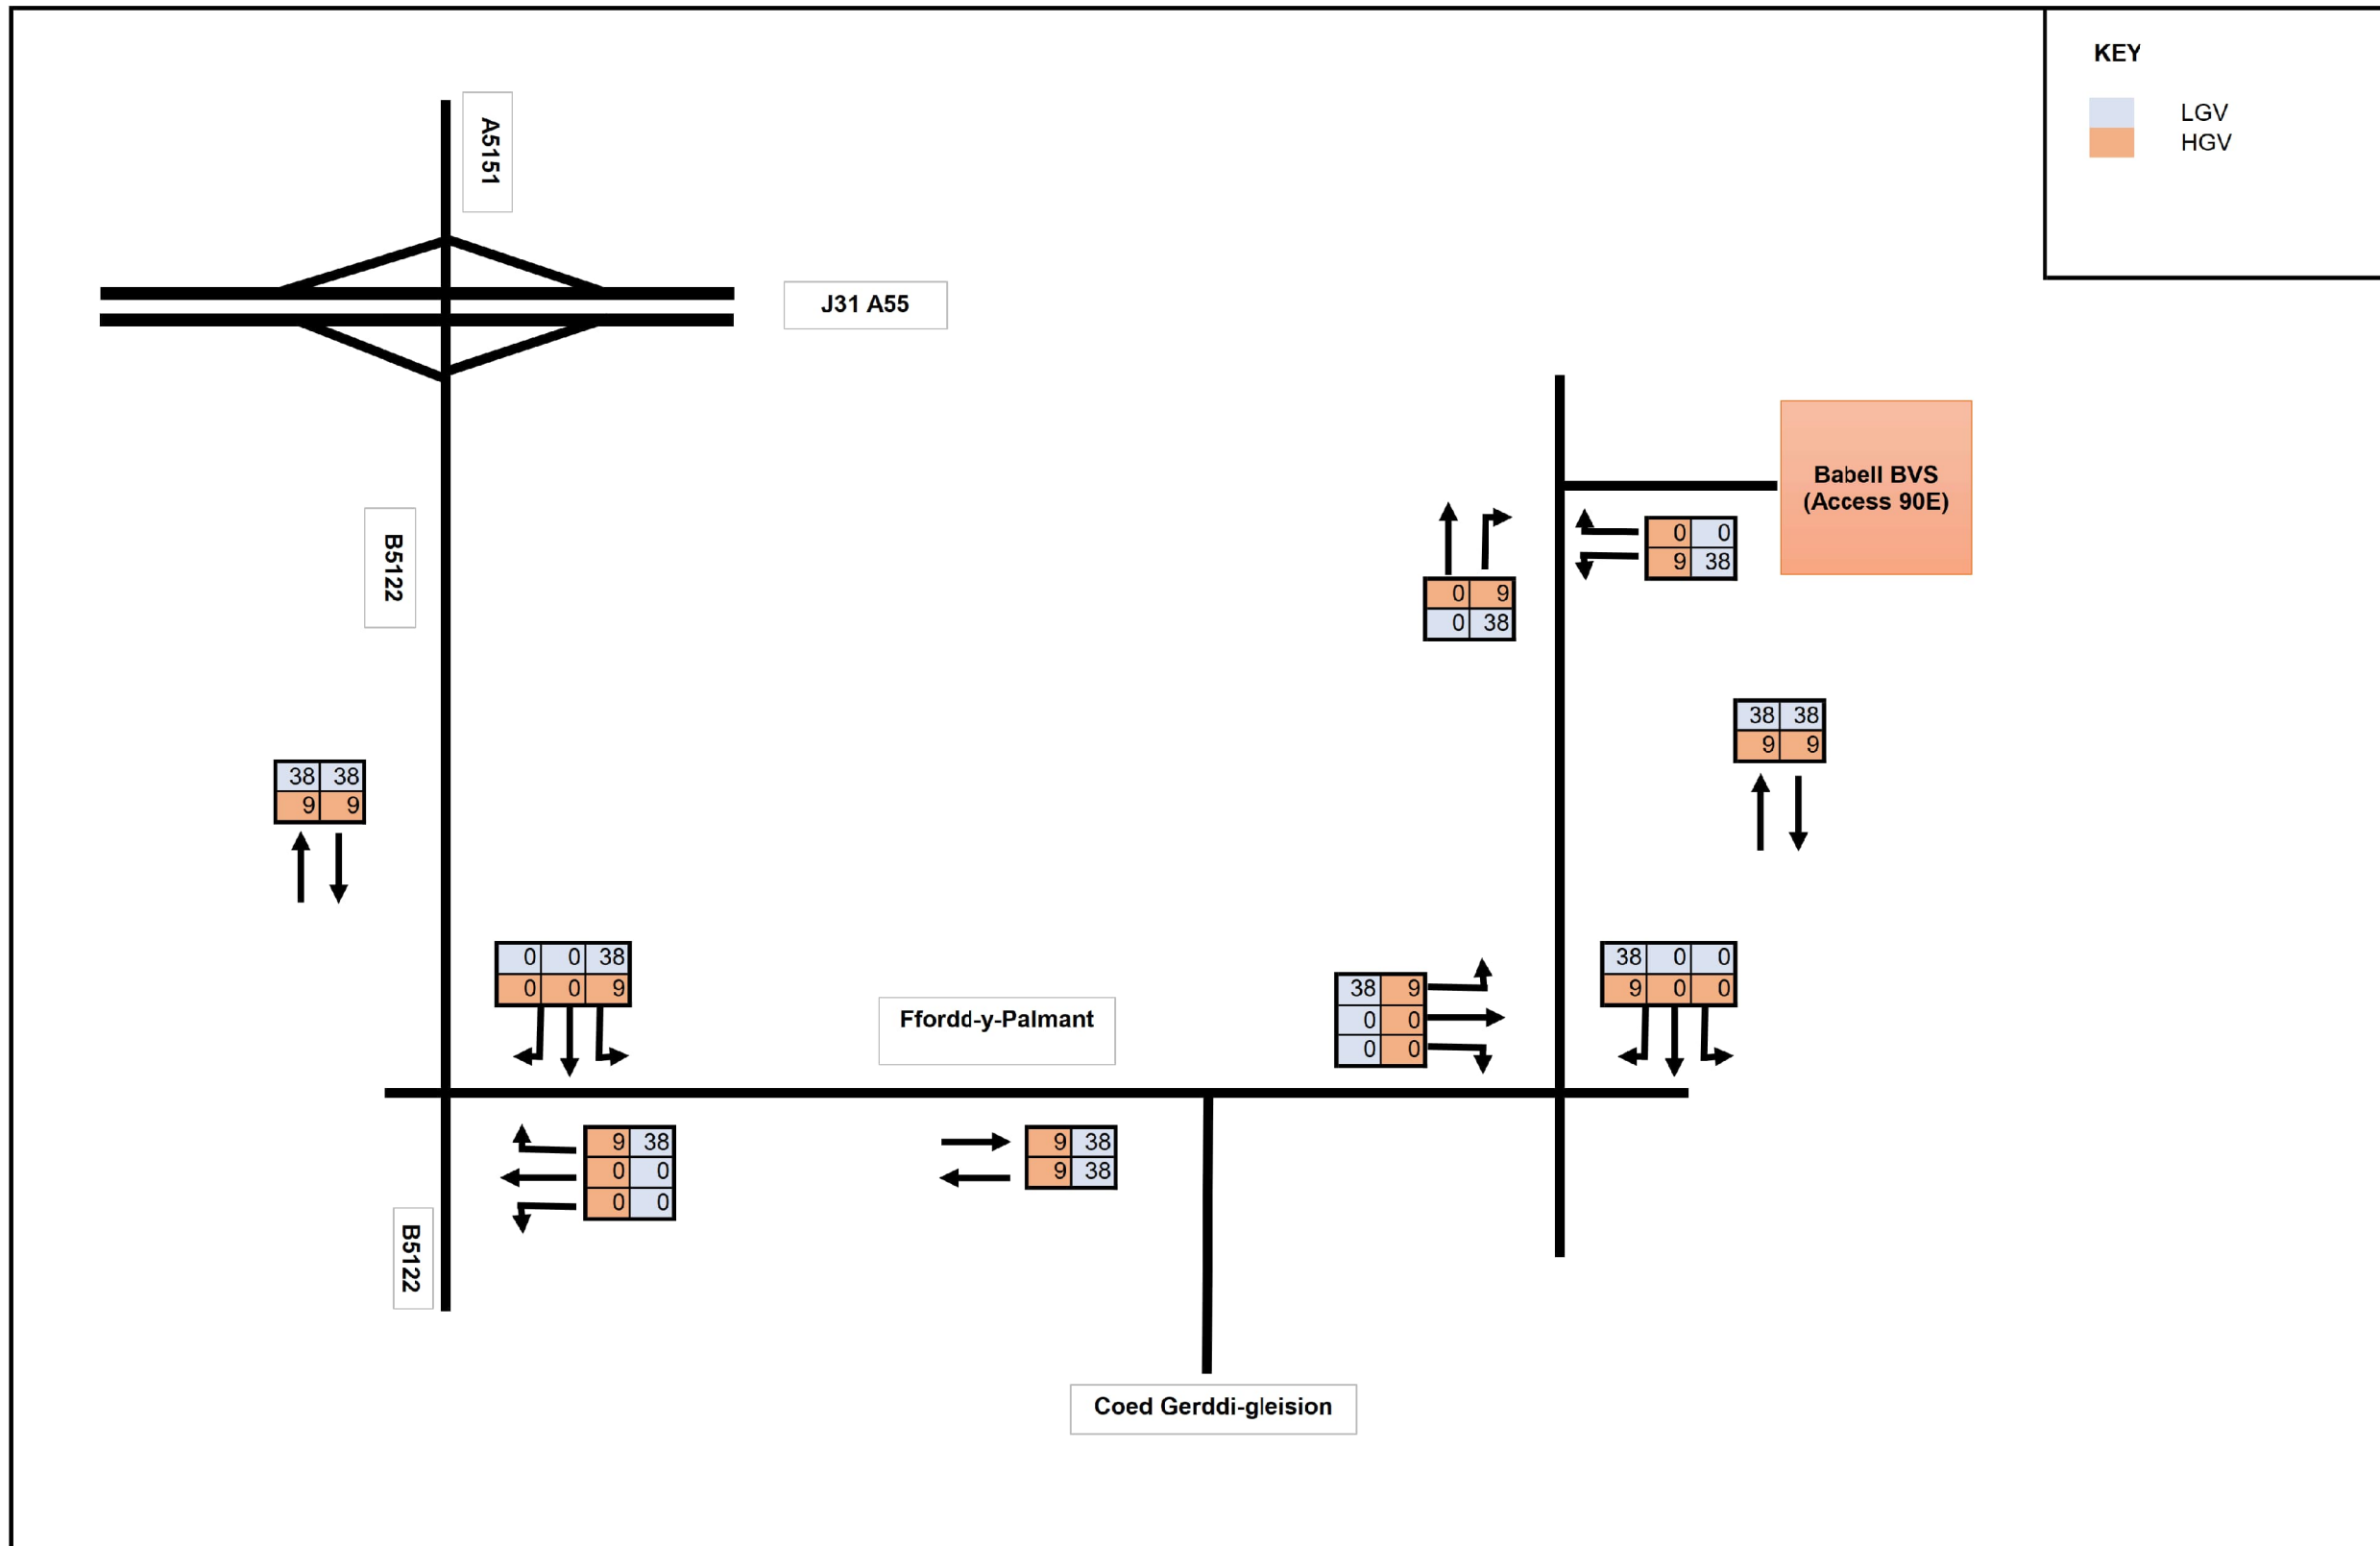 KEY
LGV
HGV
A5151
J31 A55
B5122
Babell BVS
(Access 90E)
0 0
9 38
0 9
0 38
38 38
9 9
38 38
9 9
0 0 38
0 0 9
38 9
0 0
0 0
38 0 0
9 0 0
Ffordd-y-Palmant
9 38
0 0
0 0
9 38
9 38
B5122
Coed Gerddi-gleision